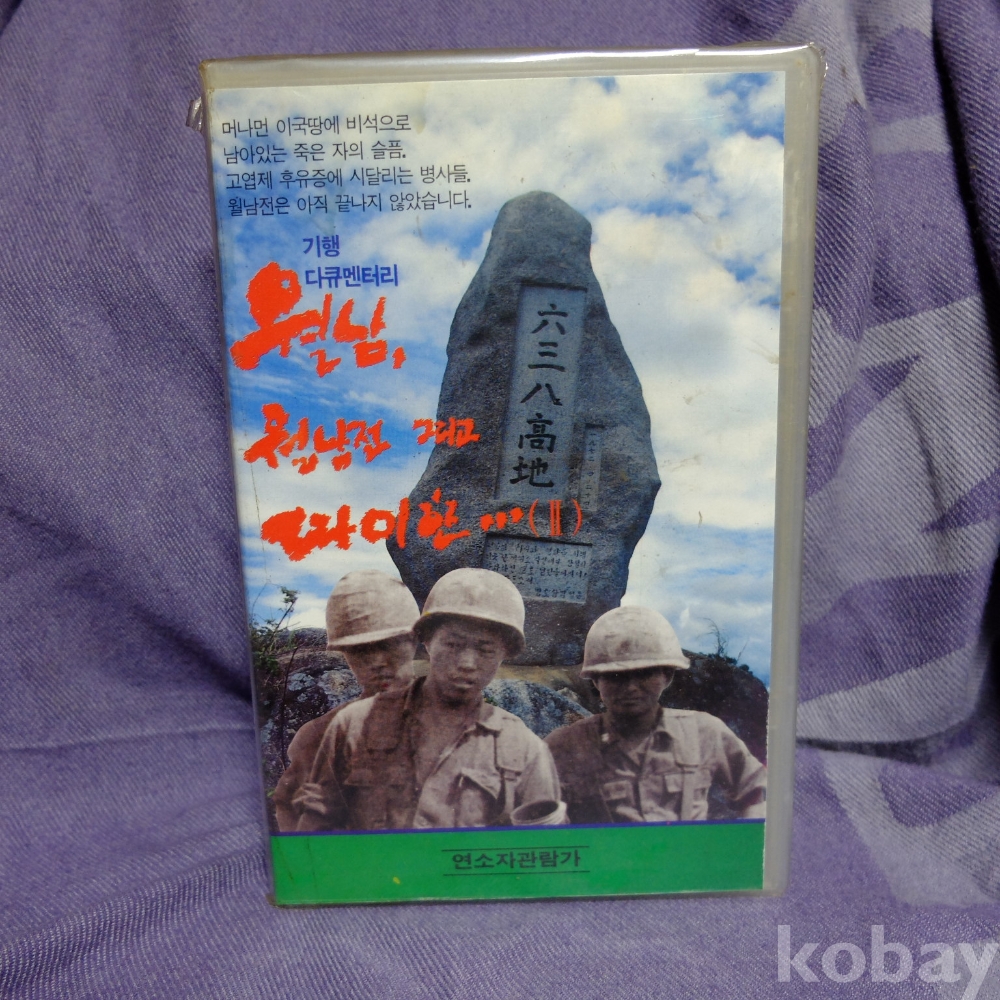 머나먼 이국땅에 비석으로
남아있는 죽은 자의 슬픔.
고엽제 후유증에 시달리는 병사들.
월남전은 아직 끝나지 않았습니다.
기행
다큐멘터리
월남,
월남전 그리고
따이한...(Ⅱ)
六三八高地
연소자관람가
kobay